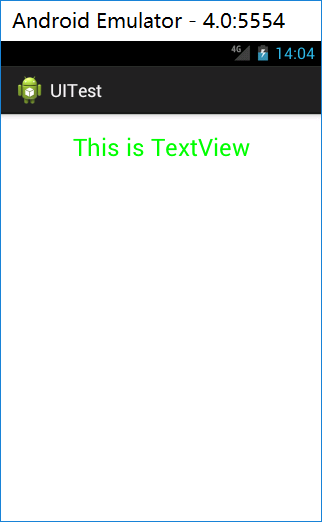 Android Emulator - 4.0:5554
4G 14:04
UITest
This is TextView